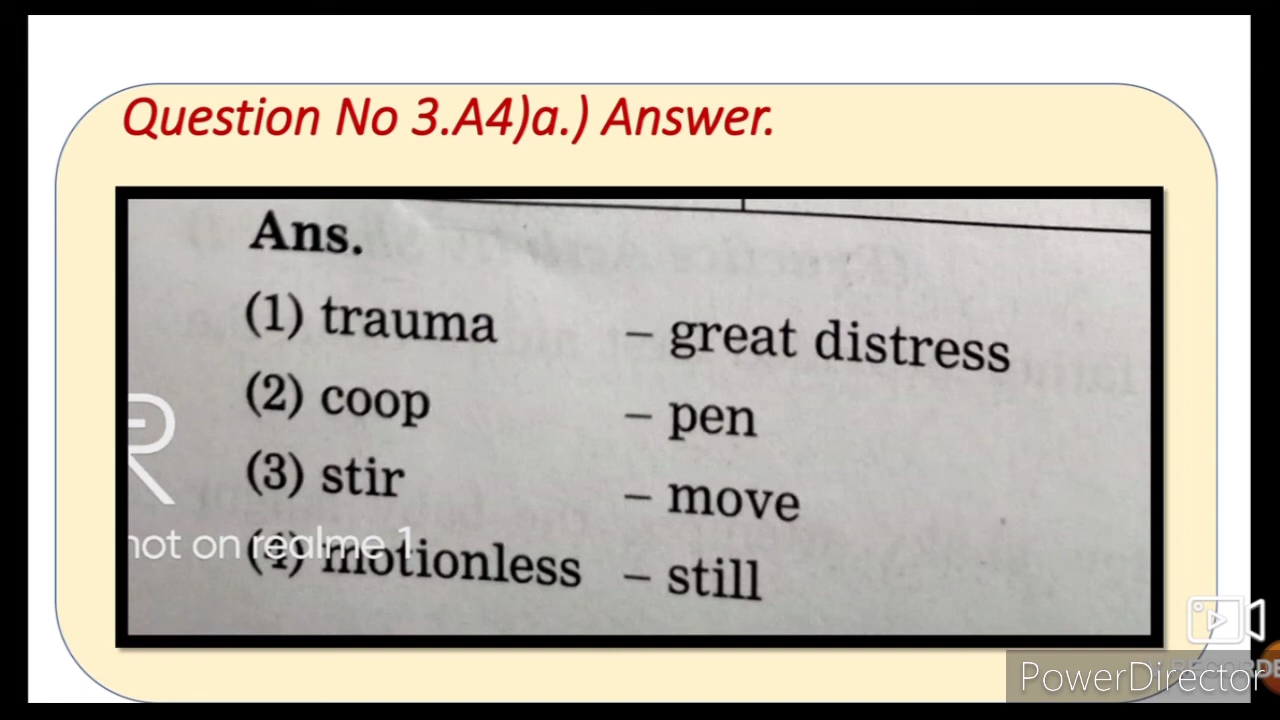 Question No 3.A4)a.) Answer.
Ans.
(1) trauma – great distress
(2) coop – pen
(3) stir – move
(4) motionless – still
hot on realme 1
PowerDirector